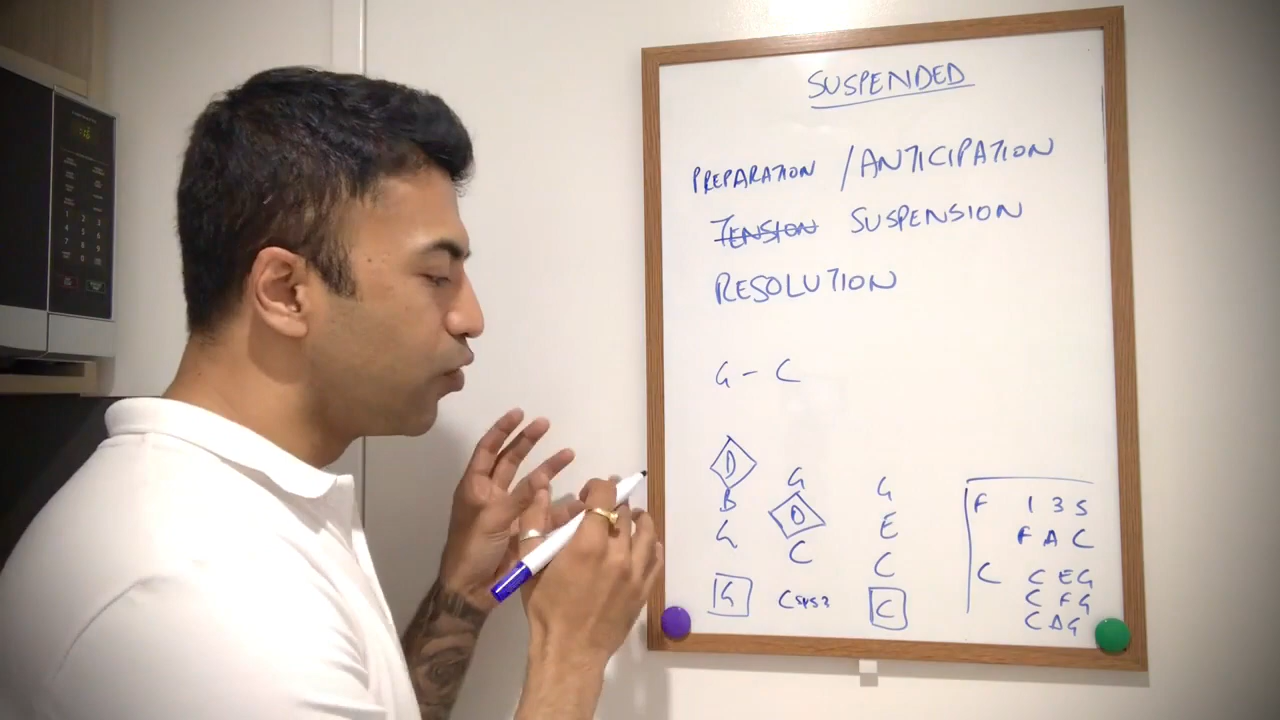 SUSPENDED
PREPARATION / ANTICIPATION
TENSION SUSPENSION
RESOLUTION
G - C
D
B
G
G
G
D
C
Csus2
G
E
C
C
F 1 3 5
F A C
C C E G
C F G
C D G